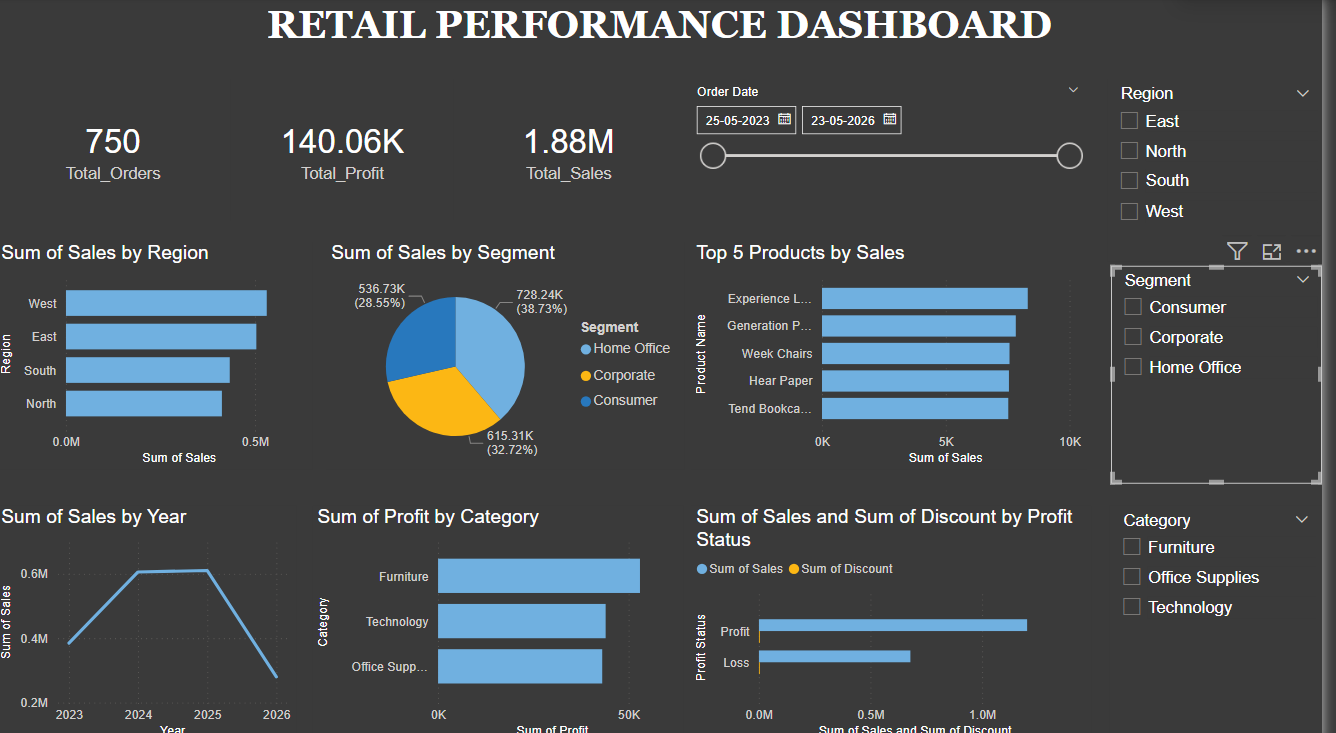 RETAIL PERFORMANCE DASHBOARD
750
Total_Orders
140.06K
Total_Profit
1.88M
Total_Sales
Order Date
25-05-2023
23-05-2026
Region
East
North
South
West
Sum of Sales by Region
Region
West
East
South
North
0.0M
0.5M
Sum of Sales
Sum of Sales by Segment
536.73K
(28.55%)
728.24K
(38.73%)
615.31K
(32.72%)
Segment
Home Office
Corporate
Consumer
Top 5 Products by Sales
Product Name
Experience L...
Generation P...
Week Chairs
Hear Paper
Tend Bookca...
0K
5K
10K
Sum of Sales
Segment
Consumer
Corporate
Home Office
Sum of Sales by Year
Sum of Sales
0.6M
0.4M
0.2M
2023
2024
2025
2026
Year
Sum of Profit by Category
Category
Furniture
Technology
Office Supp...
0K
50K
Sum of Profit
Sum of Sales and Sum of Discount by Profit
Status
Sum of Sales
Sum of Discount
Profit Status
Profit
Loss
0.0M
0.5M
1.0M
Sum of Sales and Sum of Discount
Category
Furniture
Office Supplies
Technology